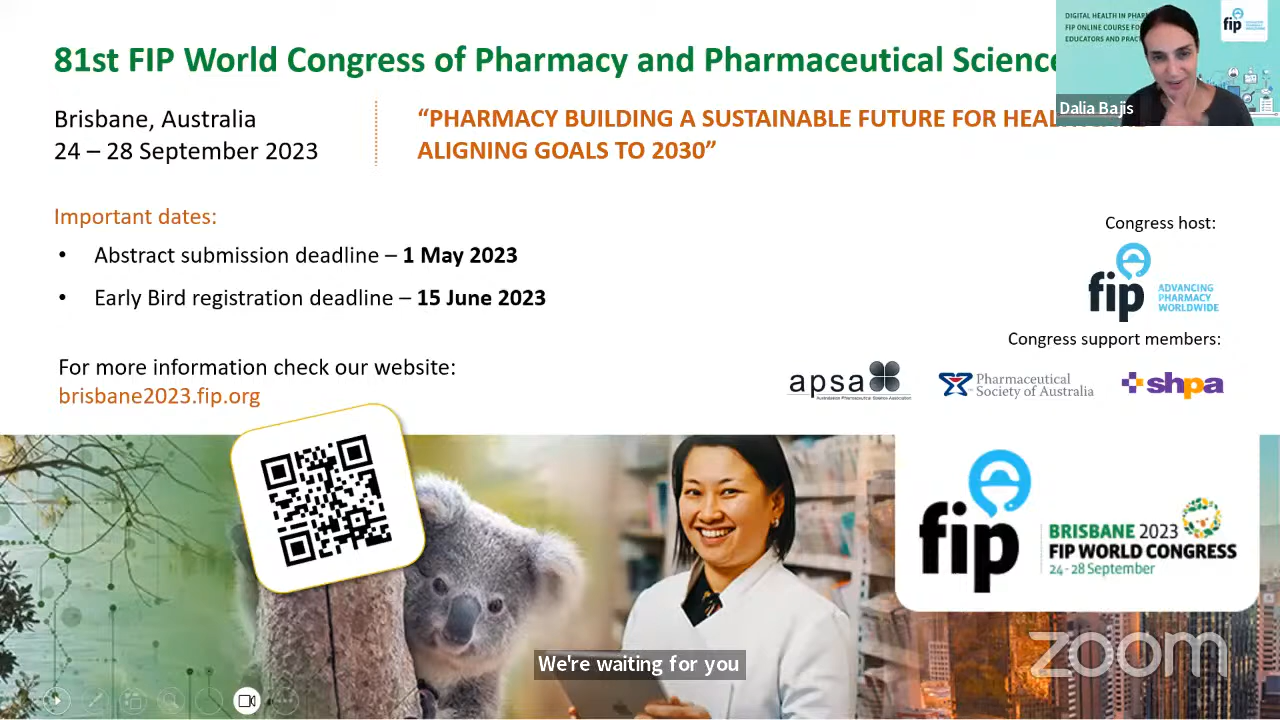 81st FIP World Congress of Pharmacy and Pharmaceutical Science
DIGITAL HEALTH IN PHAR
FIP ONLINE COURSE FO
EDUCATORS AND PRAC
fip
Dalia Bajis
Brisbane, Australia
24 – 28 September 2023
“PHARMACY BUILDING A SUSTAINABLE FUTURE FOR HEAL
ALIGNING GOALS TO 2030”
Important dates:
• Abstract submission deadline – 1 May 2023
• Early Bird registration deadline – 15 June 2023
Congress host:
fip
ADVANCING
PHARMACY
WORLDWIDE
Congress support members:
apsa
Australasian Pharmaceutical Science Association
Pharmaceutical
Society of Australia
shpa
For more information check our website:
brisbane2023.fip.org
fip
BRISBANE 2023
FIP WORLD CONGRESS
24 - 28 September
zoom
We're waiting for you